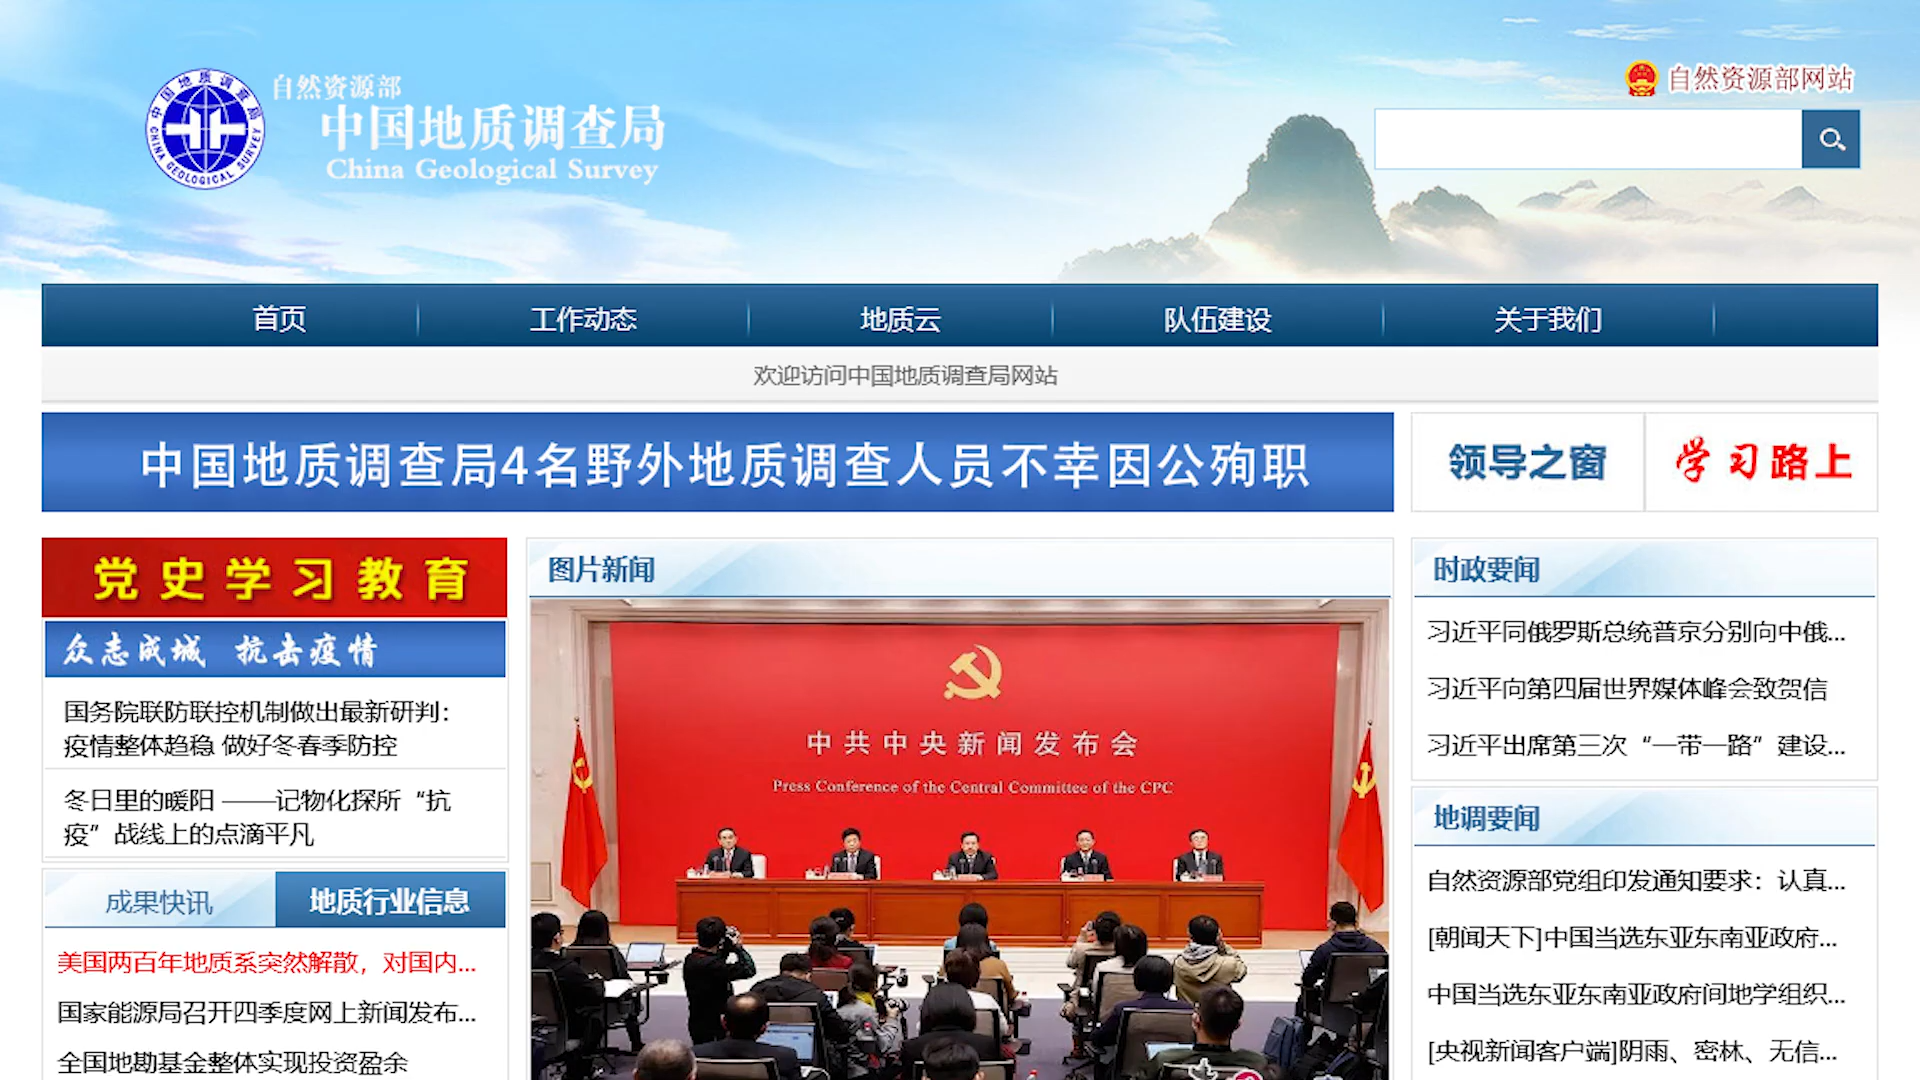 自然资源部
中国地质调查局
China Geological Survey
中国地质调查局
CHINA GEOLOGICAL SURVEY
自然资源部网站
首页
工作动态
地质云
队伍建设
关于我们
欢迎访问中国地质调查局网站
中国地质调查局4名野外地质调查人员不幸因公殉职
领导之窗
学习路上
党史学习教育
众志成城 抗击疫情
国务院联防联控机制做出最新研判：
疫情整体趋稳 做好冬春季防控
冬日里的暖阳 ——记物化探所“抗
疫”战线上的点滴平凡
成果快讯
地质行业信息
美国两百年地质系突然解散，对国内...
国家能源局召开四季度网上新闻发布...
全国地勘基金整体实现投资盈余
图片新闻
中共中央新闻发布会
Press Conference of the Central Committee of the CPC
时政要闻
习近平同俄罗斯总统普京分别向中俄...
习近平向第四届世界媒体峰会致贺信
习近平出席第三次“一带一路”建设...
地调要闻
自然资源部党组印发通知要求：认真...
[朝闻天下]中国当选东亚东南亚政府...
中国当选东亚东南亚政府间地学组织...
[央视新闻客户端]阴雨、密林、无信...